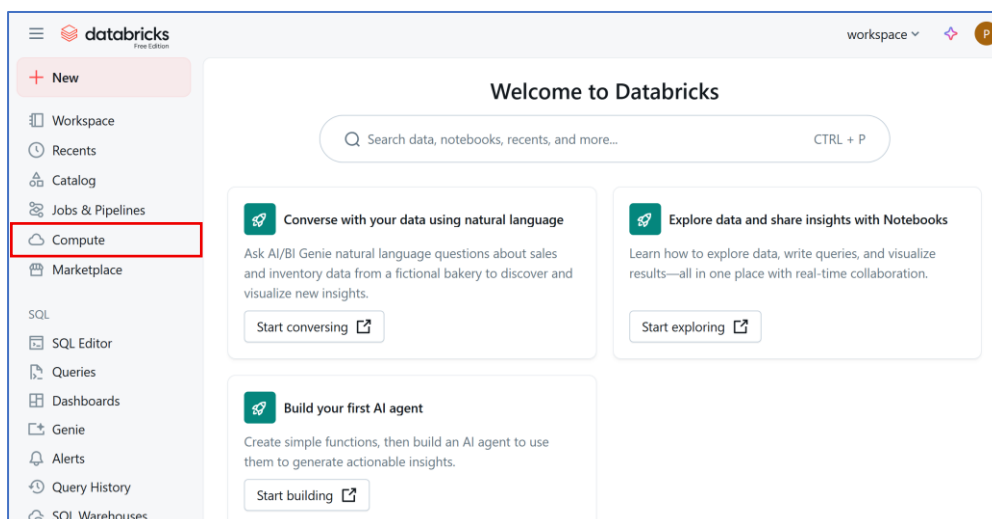 databricks
Free Edition
workspace
P
New
Workspace
Recents
Catalog
Jobs & Pipelines
Compute
Marketplace
SQL
SQL Editor
Queries
Dashboards
Genie
Alerts
Query History
SQL Warehouses
Welcome to Databricks
Search data, notebooks, recents, and more... CTRL + P
Converse with your data using natural language
Ask AI/BI Genie natural language questions about sales
and inventory data from a fictional bakery to discover and
visualize new insights.
Start conversing
Explore data and share insights with Notebooks
Learn how to explore data, write queries, and visualize
results—all in one place with real-time collaboration.
Start exploring
Build your first AI agent
Create simple functions, then build an AI agent to use
them to generate actionable insights.
Start building